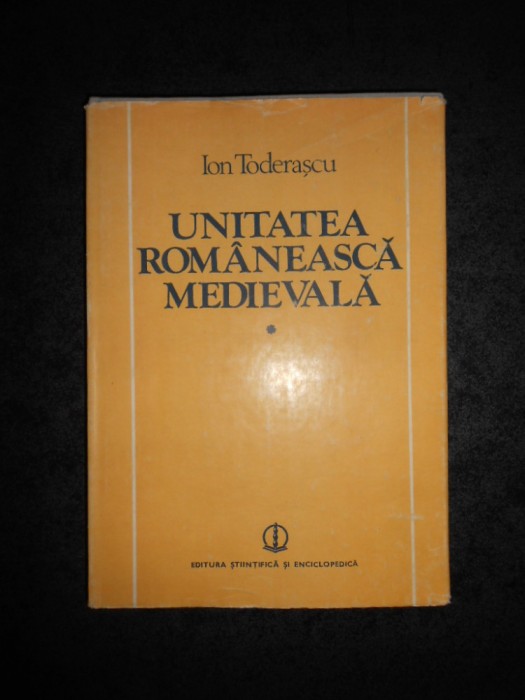 Ion Toderașcu
UNITATEA
ROMÂNEASCĂ
MEDIEVALĂ
*
EDITURA ȘTIINȚIFICĂ ȘI ENCICLOPEDICĂ